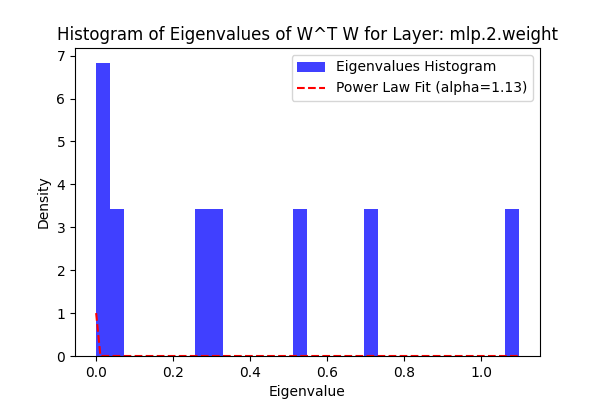 Histogram of Eigenvalues of W^T W for Layer: mlp.2.weight
Eigenvalues Histogram
Power Law Fit (alpha=1.13)
7
6
5
4
3
2
1
0
Density
0.0 0.2 0.4 0.6 0.8 1.0
Eigenvalue